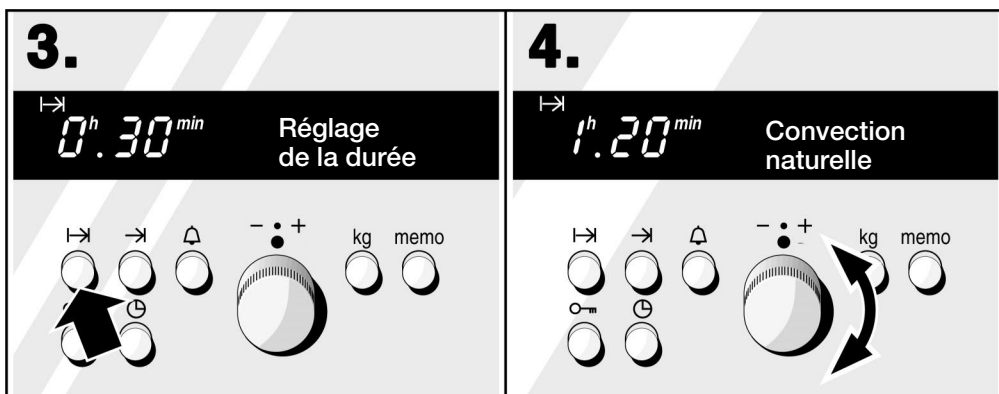 3.
0h.30min
Réglage
de la durée
- • +
kg memo
4.
1h.20min
Convection
naturelle
- • +
kg memo